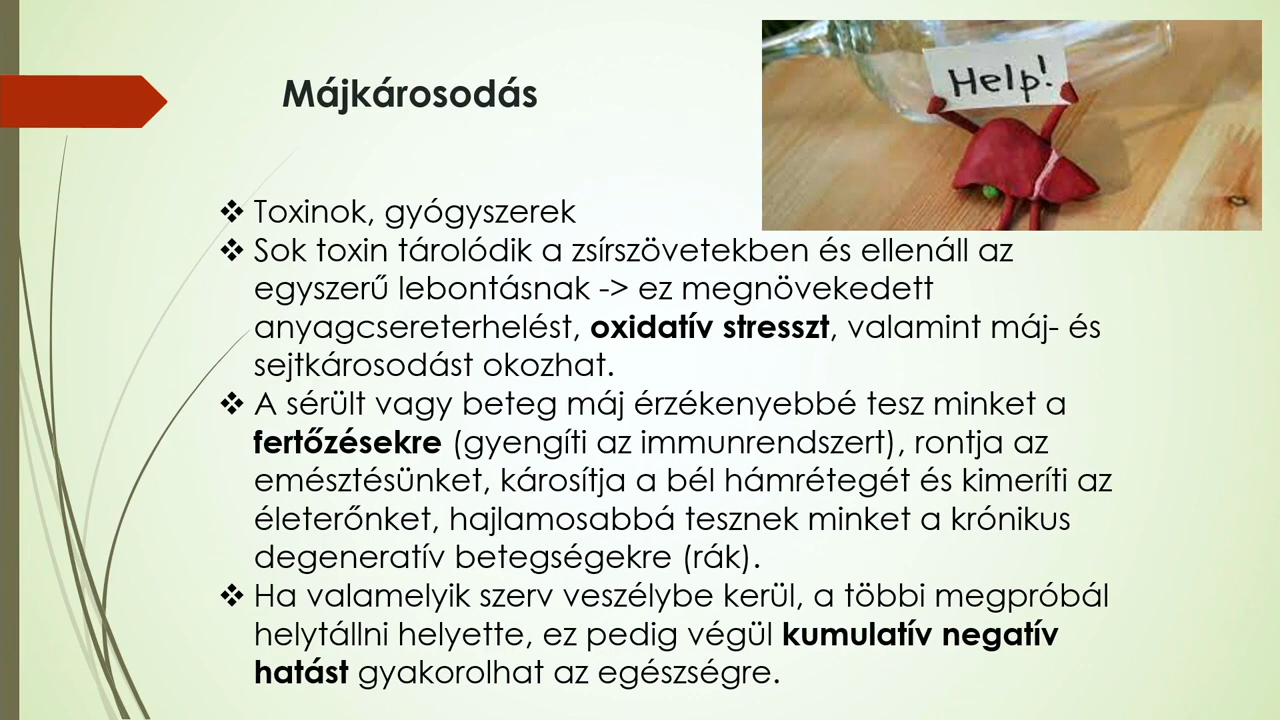 Májkárosodás
Help!
❖ Toxinok, gyógyszerek
❖ Sok toxin tárolódik a zsírszövetekben és ellenáll az
egyszerű lebontásnak -> ez megnövekedett
anyagcsereterhelést, oxidatív stresszt, valamint máj- és
sejtkárosodást okozhat.
❖ A sérült vagy beteg máj érzékenyebbé tesz minket a
fertőzésekre (gyengíti az immunrendszert), rontja az
emésztésünket, károsítja a bél hámrétegét és kimeríti az
életerőnket, hajlamosabbá tesznek minket a krónikus
degeneratív betegségekre (rák).
❖ Ha valamelyik szerv veszélybe kerül, a többi megpróbál
helytállni helyette, ez pedig végül kumulatív negatív
hatást gyakorolhat az egészségre.